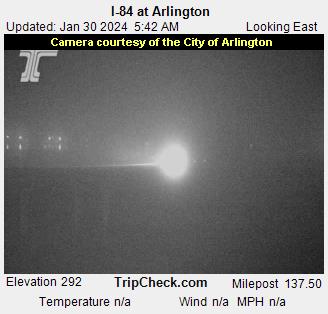 I-84 at Arlington
Updated: Jan 30 2024 5:42 AM Looking East
Camera courtesy of the City of Arlington
Elevation 292 TripCheck.com Milepost 137.50
Temperature n/a Wind n/a MPH n/a